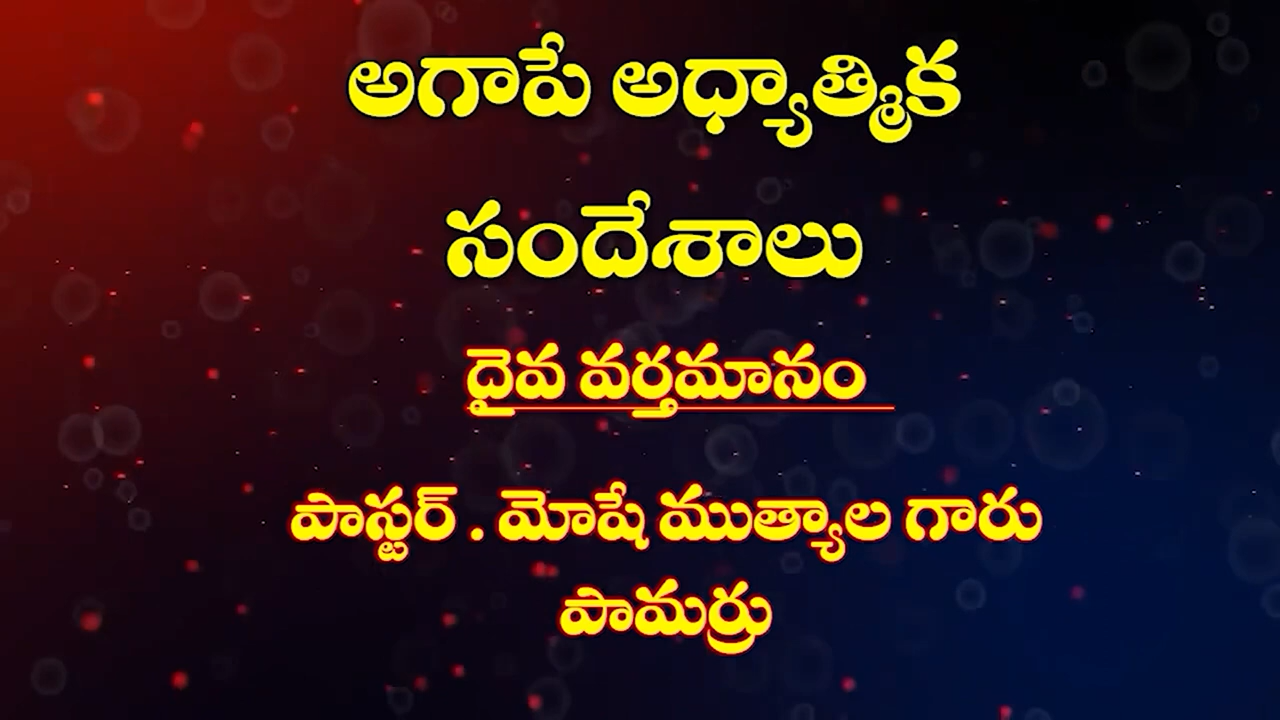 అగాపే అధ్యాత్మిక
సందేశాలు
దైవ వర్తమానం
పాస్టర్ . మోషే ముత్యాల గారు
పామర్రు